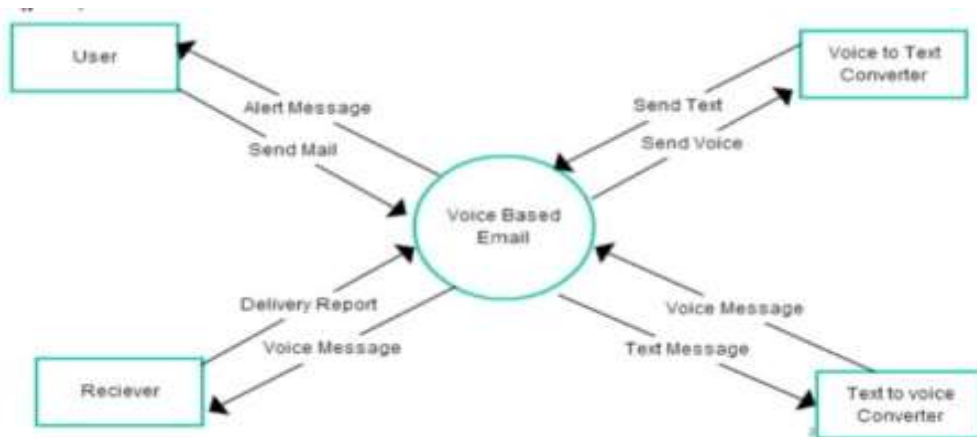 User
Voice to Text
Converter
Alert Message
Send Text
Send Mail
Send Voice
Voice Based
Email
Delivery Report
Voice Message
Voice Message
Text Message
Reciever
Text to voice
Converter